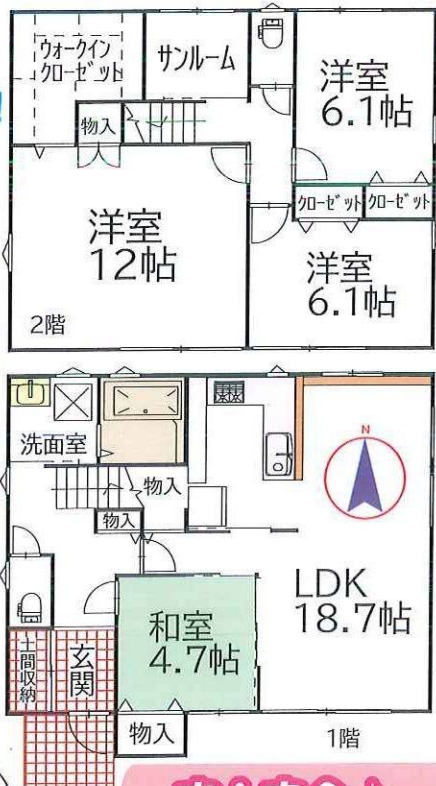 ウォークイン
クローゼット
サンルーム
洋室
6.1帖
物入
クローゼット
クローゼット
洋室
12帖
洋室
6.1帖
2階
洗面室
物入
物入
N
LDK
18.7帖
和室
4.7帖
土間収納
玄関
物入
1階